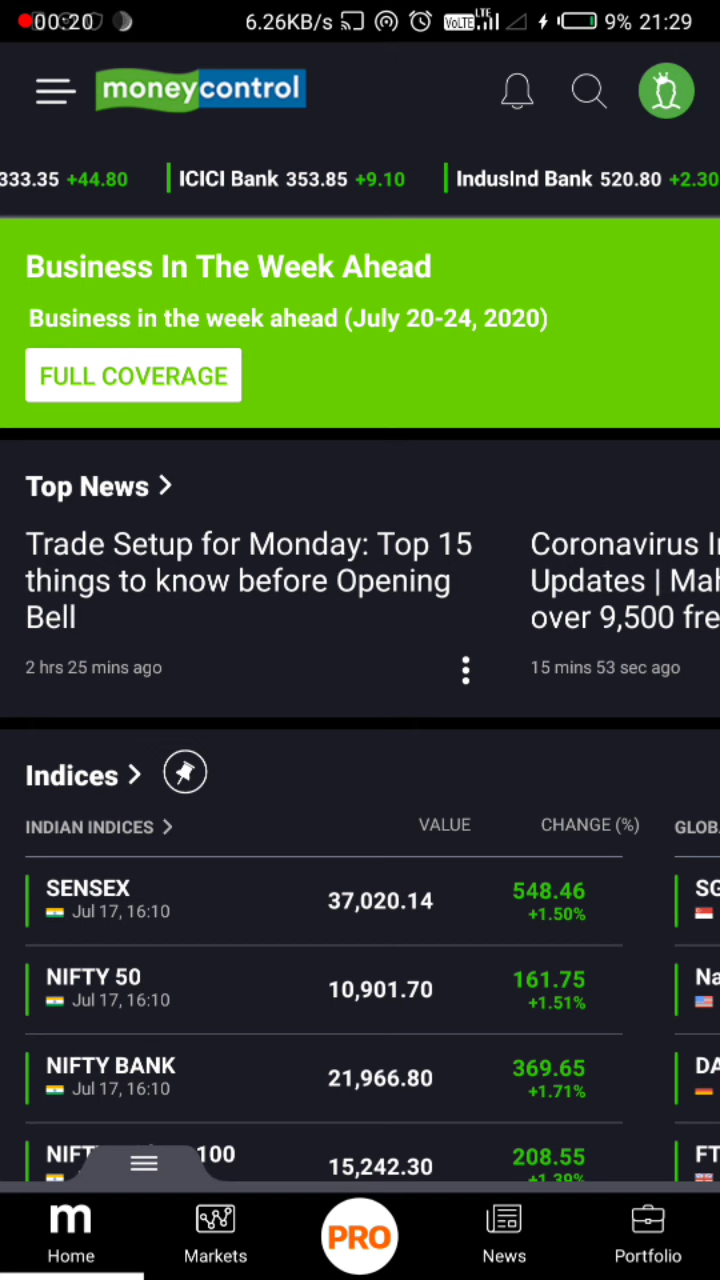 00:20 6.26KB/s VoLTE LTE 9% 21:29
moneycontrol
333.35 +44.80 ICICI Bank 353.85 +9.10 IndusInd Bank 520.80 +2.30
Business In The Week Ahead
Business in the week ahead (July 20-24, 2020)
FULL COVERAGE
Top News >
Trade Setup for Monday: Top 15
things to know before Opening
Bell
2 hrs 25 mins ago
Coronavirus
Updates |
over 9,500
15 mins 53 sec ago
Indices >
INDIAN INDICES > VALUE CHANGE (%)
SENSEX 37,020.14 548.46
Jul 17, 16:10 +1.50%
NIFTY 50 10,901.70 161.75
Jul 17, 16:10 +1.51%
NIFTY BANK 21,966.80 369.65
Jul 17, 16:10 +1.71%
100 15,242.30 208.55
+1.39%
m PRO
Home Markets News Portfolio